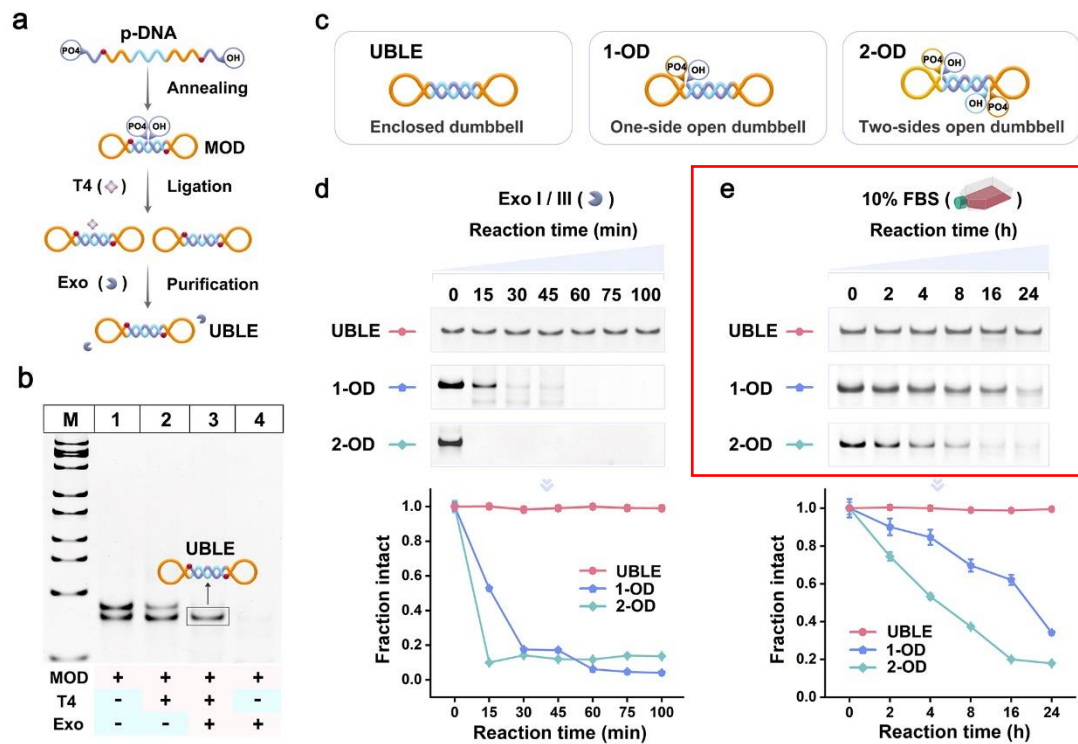 a
p-DNA
PO4
OH
Annealing
PO4 OH
MOD
T4 ( )
Ligation
Exo ( )
Purification
UBLE
b
M 1 2 3 4
UBLE
MOD + + + +
T4 - + + -
Exo - - + +
c
UBLE
Enclosed dumbbell
1-OD
PO4 OH
One-side open dumbbell
2-OD
PO4 OH
OH PO4
Two-sides open dumbbell
d
Exo I / III ( )
Reaction time (min)
0 15 30 45 60 75 100
UBLE
1-OD
2-OD
Fraction intact
1.0
0.8
0.6
0.4
0.2
0.0
UBLE
1-OD
2-OD
0 15 30 45 60 75 100
Reaction time (min)
e
10% FBS ( )
Reaction time (h)
0 2 4 8 16 24
UBLE
1-OD
2-OD
Fraction intact
1.0
0.8
0.6
0.4
0.2
0.0
UBLE
1-OD
2-OD
0 2 4 8 16 24
Reaction time (h)